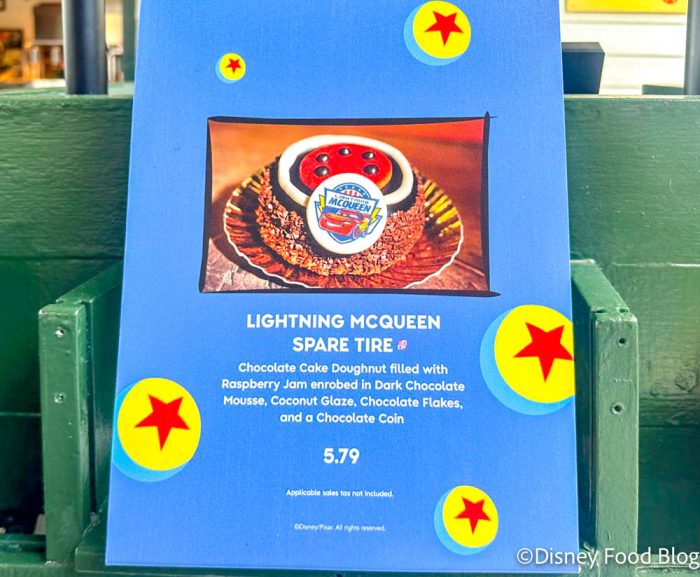 LIGHTNING
MCQUEEN
LIGHTNING MCQUEEN
SPARE TIRE
Chocolate Cake Doughnut filled with
Raspberry Jam enrobed in Dark Chocolate
Mousse, Coconut Glaze, Chocolate Flakes,
and a Chocolate Coin
5.79
Applicable sales tax not included.
©Disney/Pixar. All rights reserved.
©Disney Food Blog